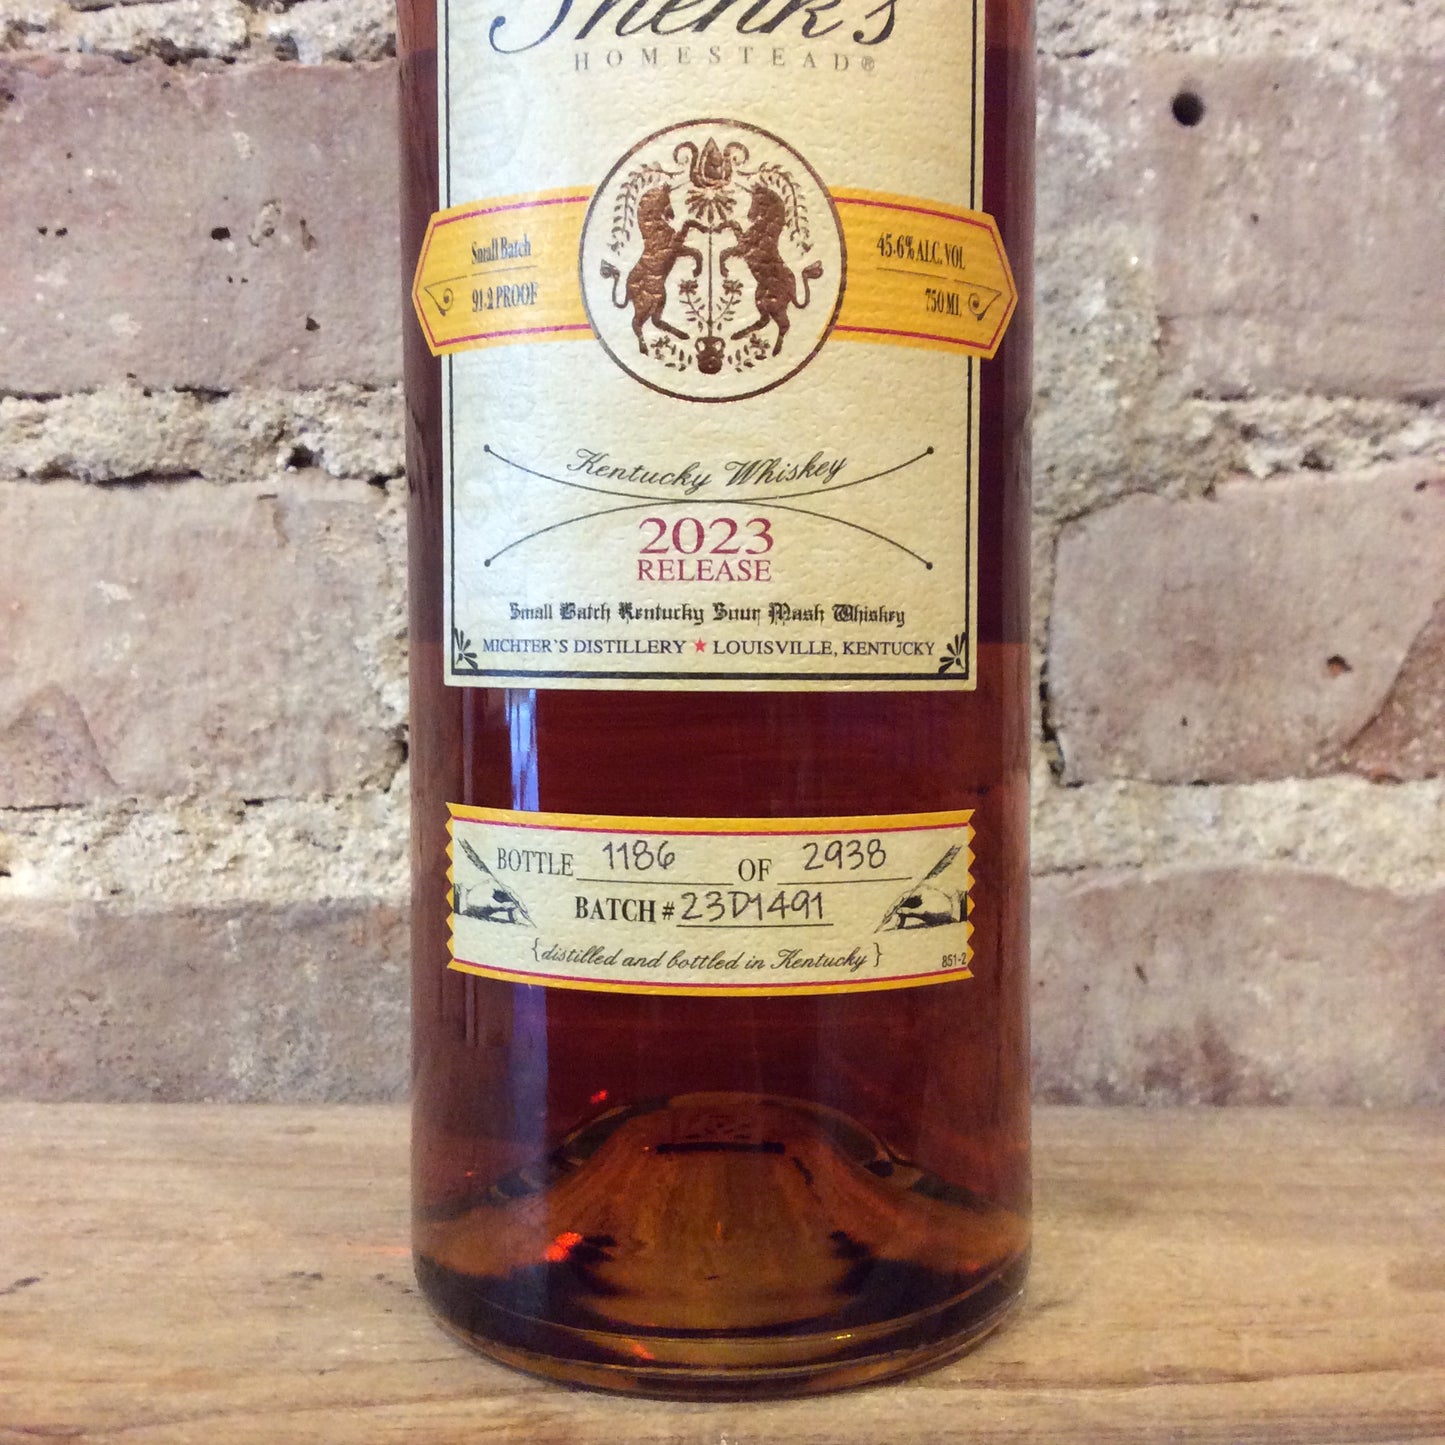 Shenk's
HOMESTEAD®
Small Batch
91.2 PROOF
45.6% ALC. VOL
750 ML
Kentucky Whiskey
2023
RELEASE
Small Batch Kentucky Sour Mash Whiskey
MICHTER'S DISTILLERY ★ LOUISVILLE, KENTUCKY
BOTTLE 1186 OF 2938
BATCH # 23D1491
{distilled and bottled in Kentucky}
851-2